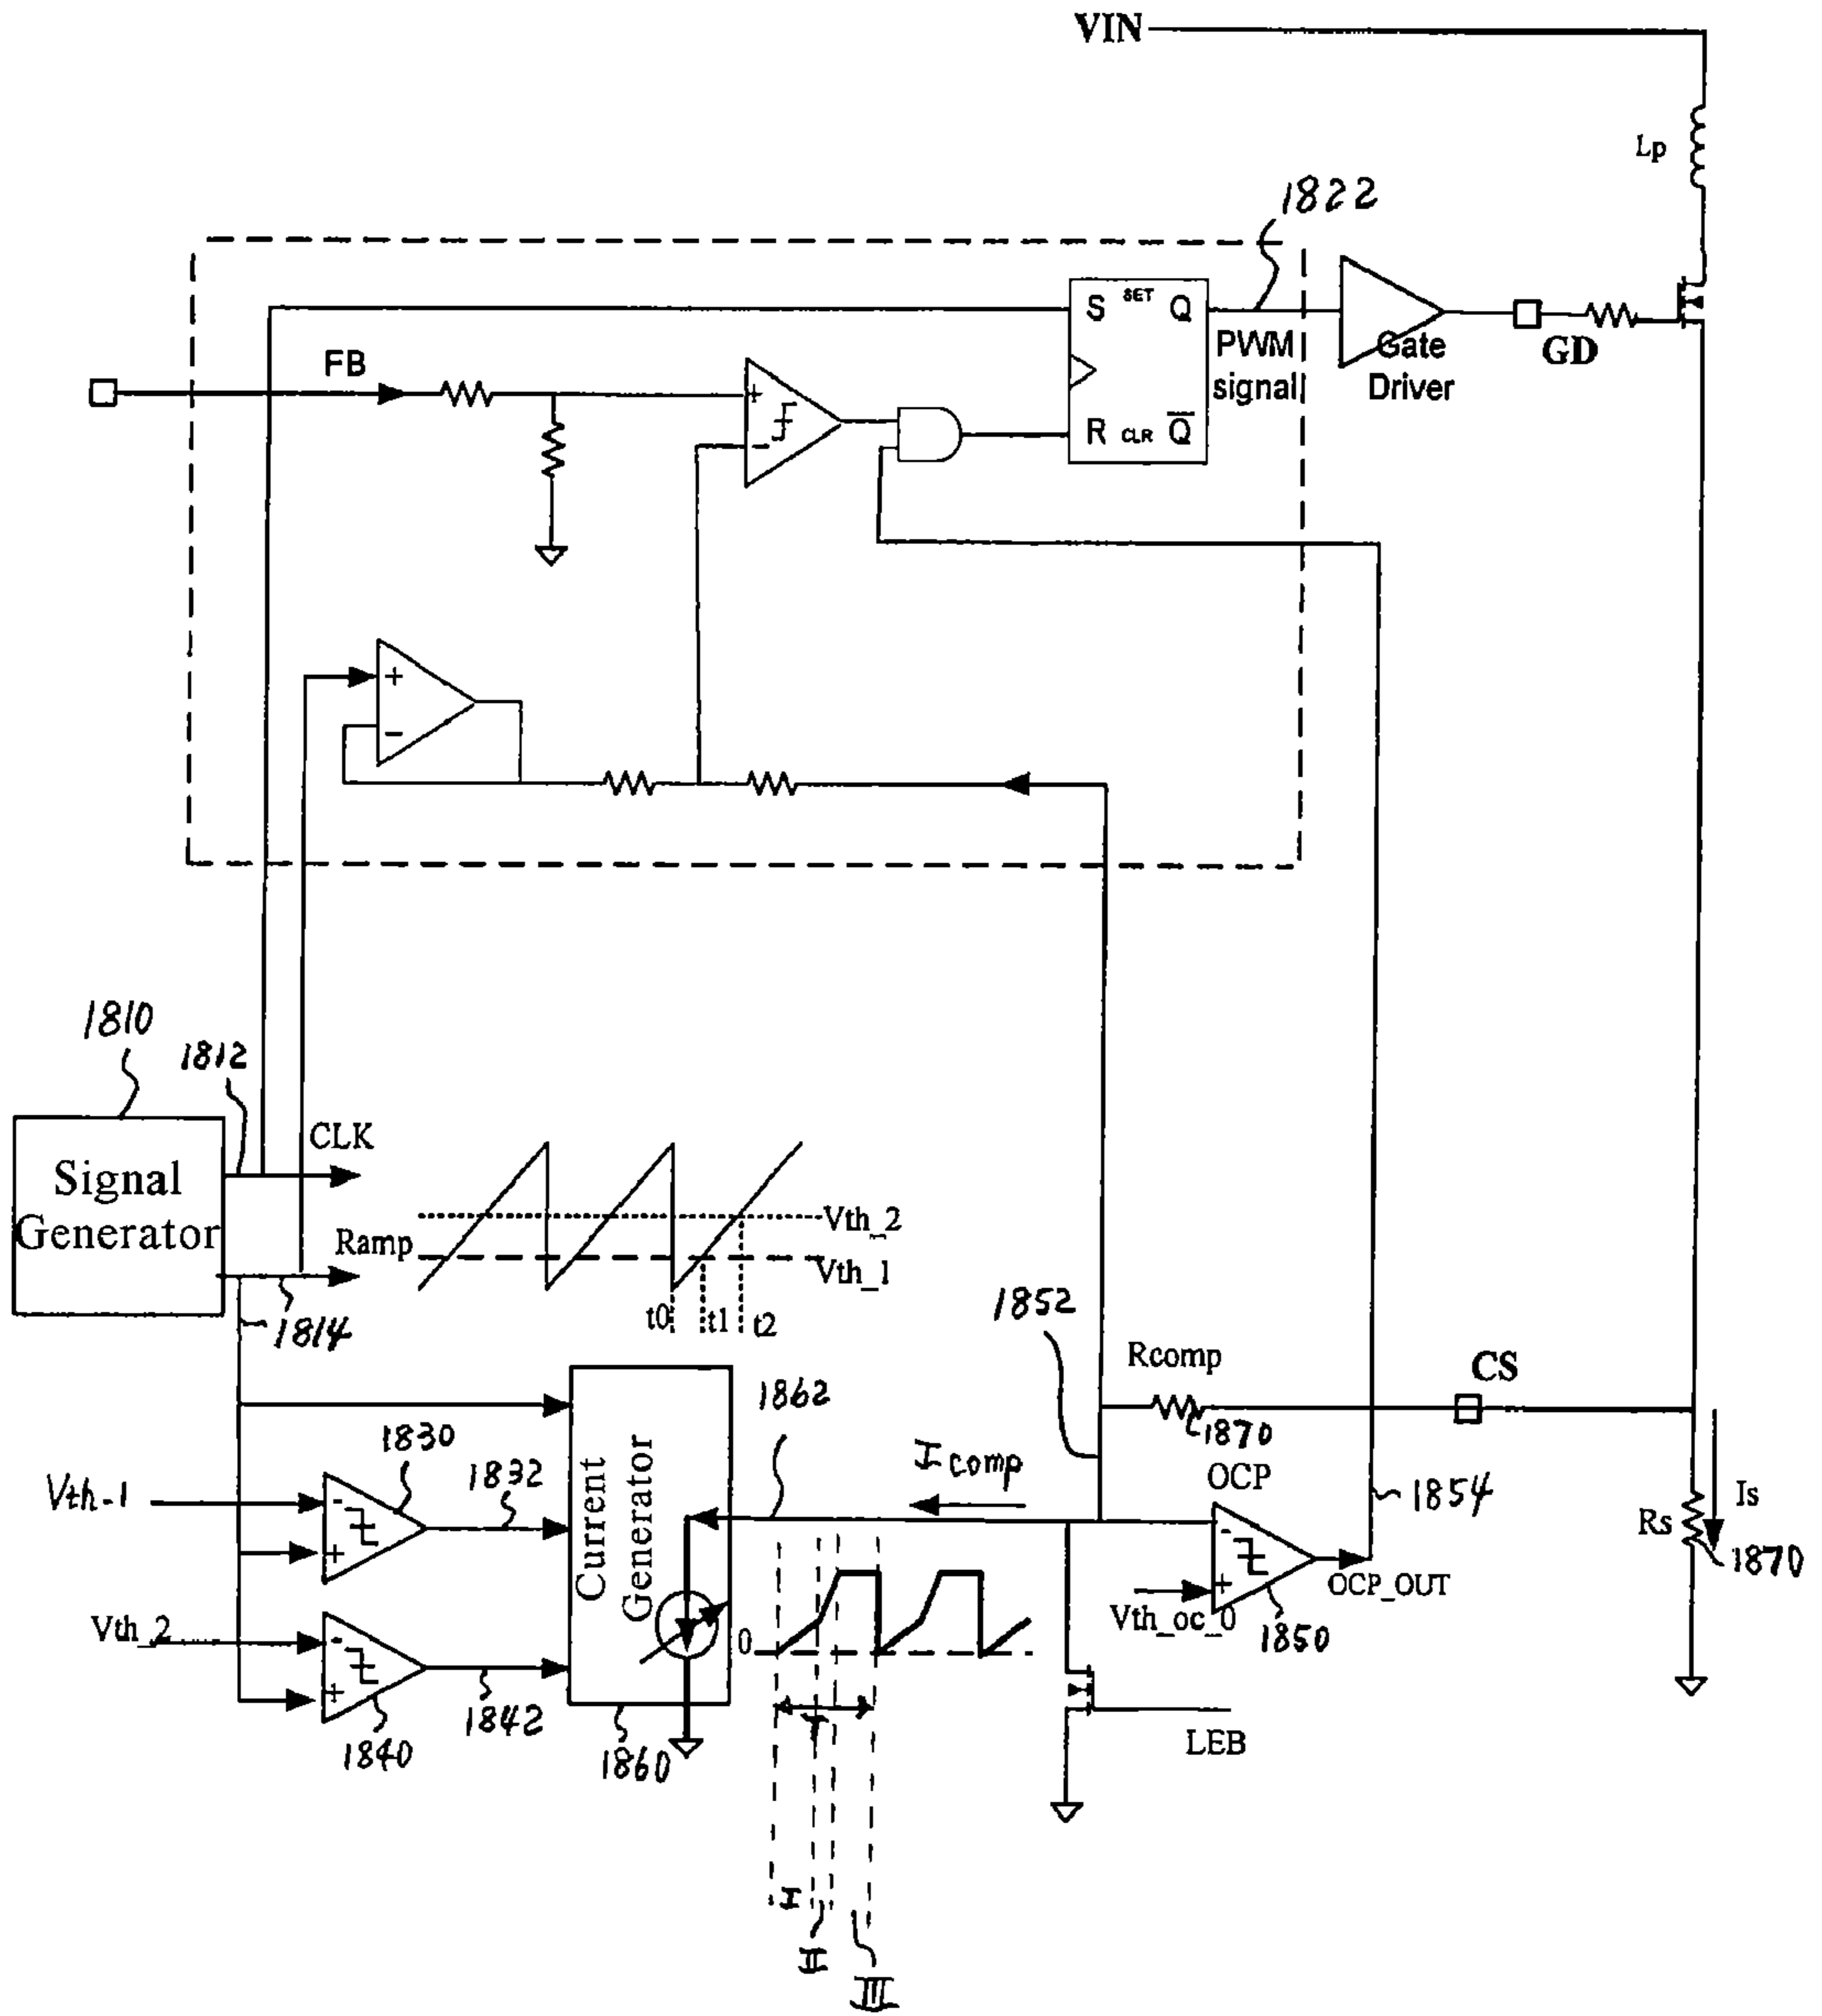 VIN
Lp
1822
S SET Q
PWM
signal
R CLR Q
Gate
Driver
GD
FB
+
-
+
-
1810
1812
CLK
Signal
Generator
Ramp
Vth_2
Vth_1
t0 t1 t2
1814
1852
Rcomp
CS
1870
OCP
1862
Icomp
1830
1832
Vth-1
-
+
Current
Generator
1854
Is
Rs
1870
-
+
OCP_OUT
Vth_oc_0
1850
Vth_2
-
+
0
1842
1840
1860
T
LEB
I
II
III